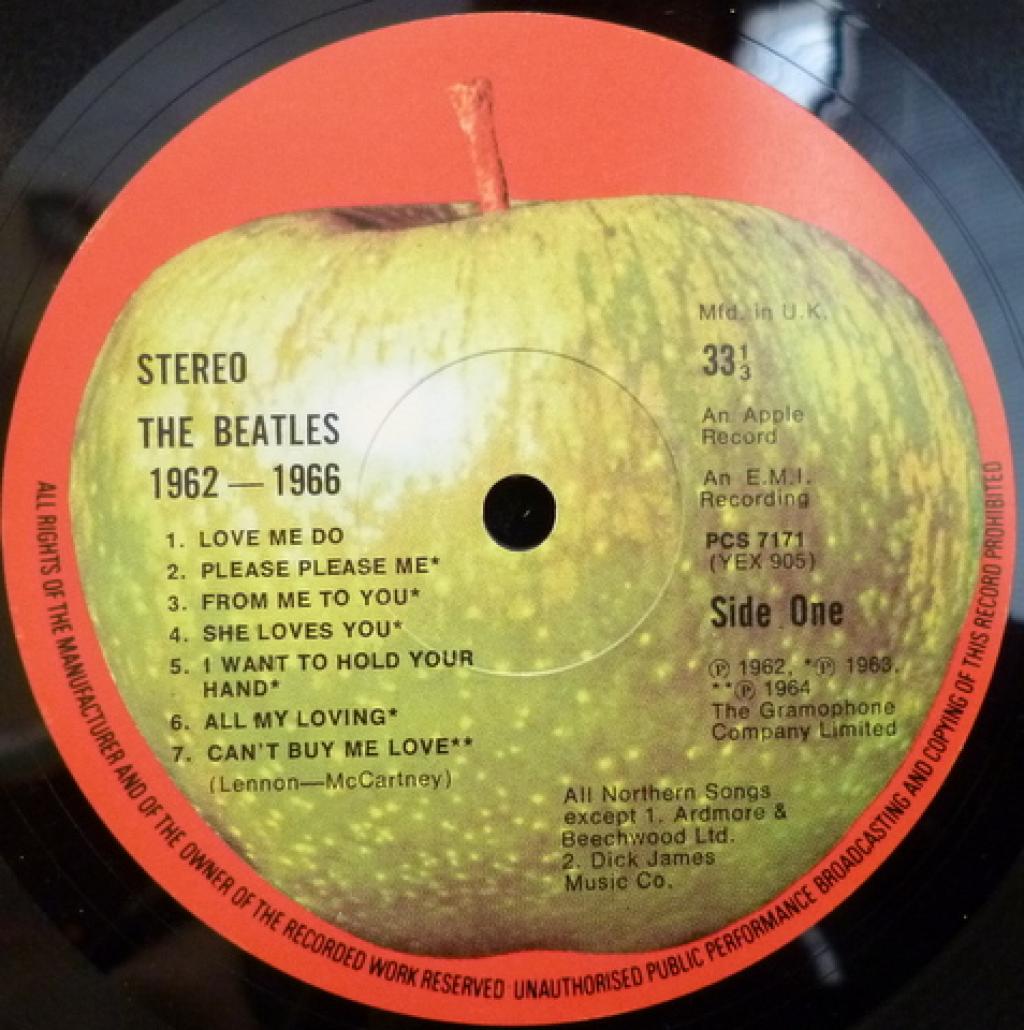 STEREO
THE BEATLES
1962 — 1966
1. LOVE ME DO
2. PLEASE PLEASE ME*
3. FROM ME TO YOU*
4. SHE LOVES YOU*
5. I WANT TO HOLD YOUR
HAND*
6. ALL MY LOVING*
7. CAN'T BUY ME LOVE**
(Lennon—McCartney)
Mfd. in U.K.
33 1/3
An Apple
Record
An E.M.I.
Recording
PCS 7171
(YEX 905)
Side One
℗ 1962, *℗ 1963,
**℗ 1964
The Gramophone
Company Limited
All Northern Songs
except 1. Ardmore &
Beechwood Ltd.
2. Dick James
Music Co.
ALL RIGHTS OF THE MANUFACTURER AND OF THE OWNER OF THE RECORDED WORK RESERVED UNAUTHORISED PUBLIC PERFORMANCE BROADCASTING AND COPYING OF THIS RECORD PROHIBITED